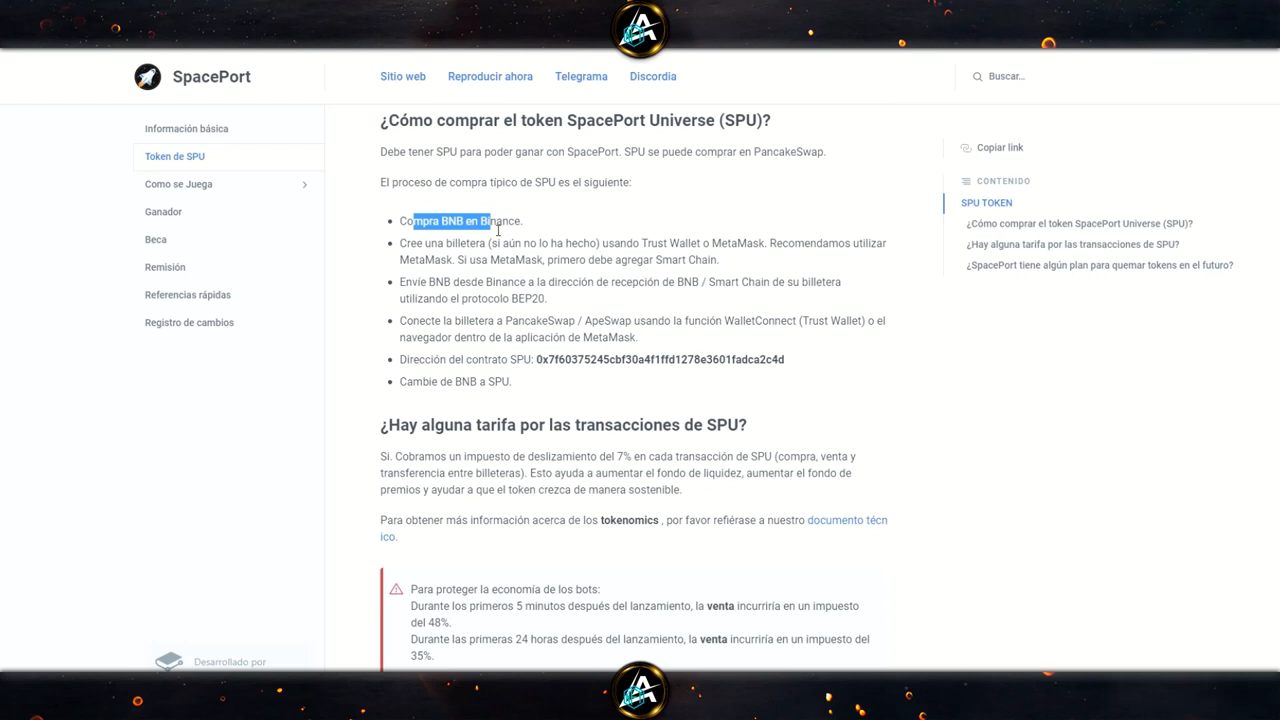 SpacePort
Sitio web
Reproducir ahora
Telegrama
Discordia
Buscar...
Información básica
Token de SPU
Como se Juega
Ganador
Beca
Remisión
Referencias rápidas
Registro de cambios
Desarrollado por
¿Cómo comprar el token SpacePort Universe (SPU)?
Debe tener SPU para poder ganar con SpacePort. SPU se puede comprar en PancakeSwap.
El proceso de compra típico de SPU es el siguiente:
Compra BNB en Binance.
Cree una billetera (si aún no lo ha hecho) usando Trust Wallet o MetaMask. Recomendamos utilizar
MetaMask. Si usa MetaMask, primero debe agregar Smart Chain.
Envíe BNB desde Binance a la dirección de recepción de BNB / Smart Chain de su billetera
utilizando el protocolo BEP20.
Conecte la billetera a PancakeSwap / ApeSwap usando la función WalletConnect (Trust Wallet) o el
navegador dentro de la aplicación de MetaMask.
Dirección del contrato SPU: 0x7f60375245cbf30a4f1ffd1278e3601fadca2c4d
Cambie de BNB a SPU.
¿Hay alguna tarifa por las transacciones de SPU?
Si. Cobramos un impuesto de deslizamiento del 7% en cada transacción de SPU (compra, venta y
transferencia entre billeteras). Esto ayuda a aumentar el fondo de liquidez, aumentar el fondo de
premios y ayudar a que el token crezca de manera sostenible.
Para obtener más información acerca de los tokenomics , por favor refiérase a nuestro documento técn
ico.
Para proteger la economía de los bots:
Durante los primeros 5 minutos después del lanzamiento, la venta incurriría en un impuesto
del 48%.
Durante las primeras 24 horas después del lanzamiento, la venta incurriría en un impuesto del
35%.
Copiar link
CONTENIDO
SPU TOKEN
¿Cómo comprar el token SpacePort Universe (SPU)?
¿Hay alguna tarifa por las transacciones de SPU?
¿SpacePort tiene algún plan para quemar tokens en el futuro?